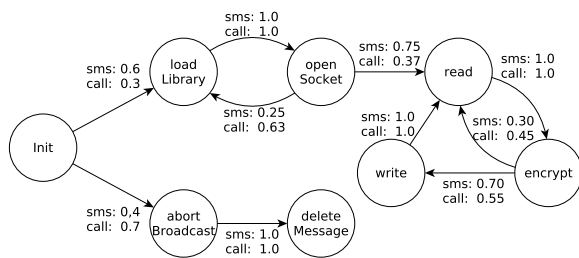 sms: 1.0
call:  1.0
sms: 0.75
call: 0.37
sms: 1.0
call: 1.0
sms: 0.6
call:  0.3
load
Library
open
Socket
read
sms: 0.25
call:  0.63
sms: 1.0
call:  1.0
sms: 0.30
call: 0.45
Init
write
encrypt
sms: 0.70
call:  0.55
sms: 0,4
call:  0.7
abort
Broadcast
delete
Message
sms: 1.0
call:  1.0